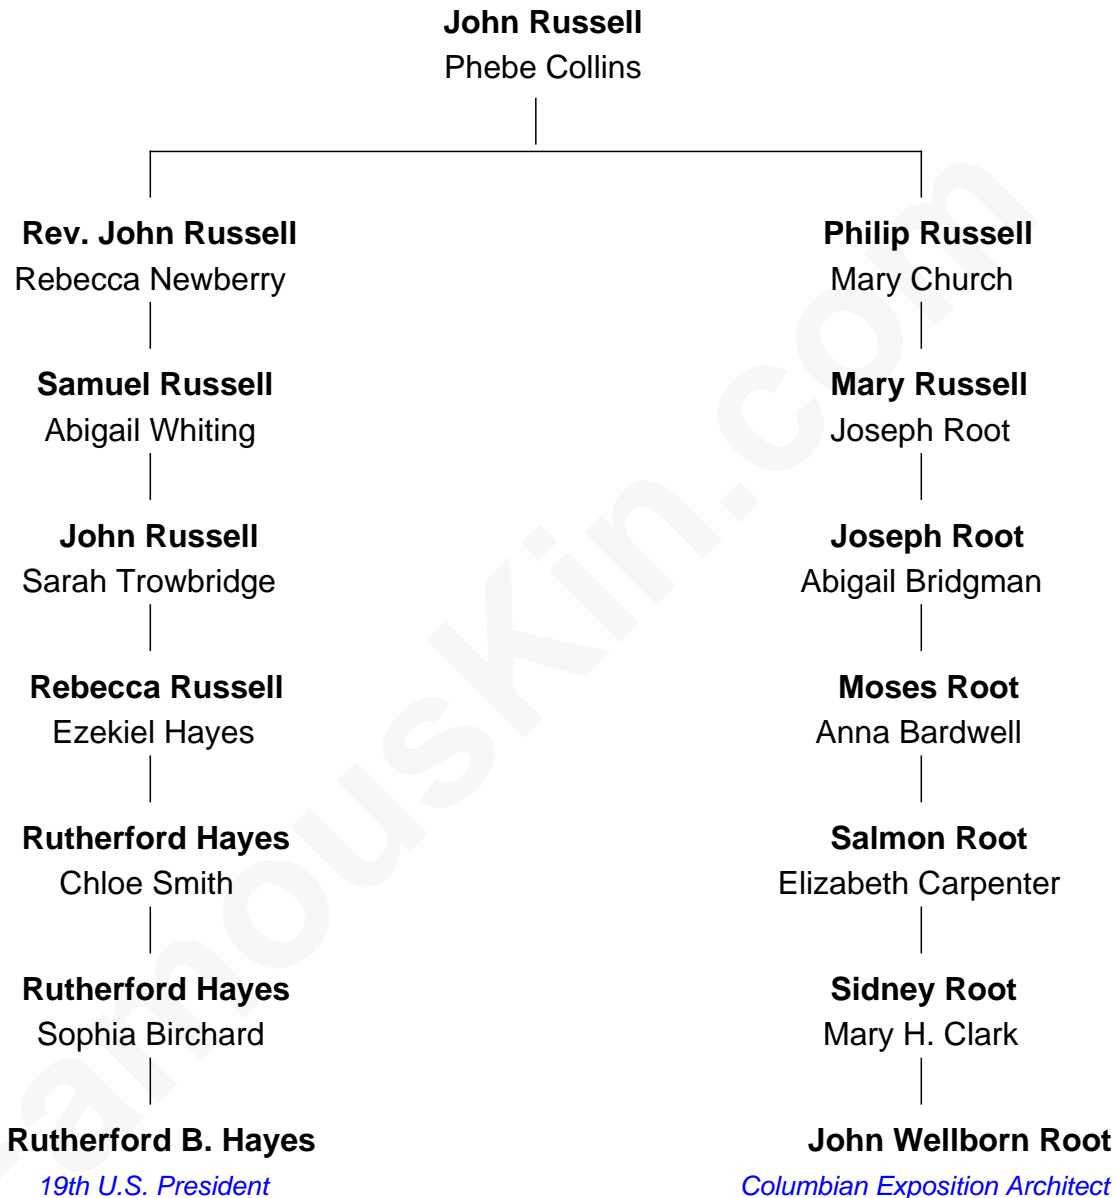 John Russell
Phebe Collins
Rev. John Russell
Rebecca Newberry
Philip Russell
Mary Church
Samuel Russell
Abigail Whiting
Mary Russell
Joseph Root
John Russell
Sarah Trowbridge
Joseph Root
Abigail Bridgman
Rebecca Russell
Ezekiel Hayes
Moses Root
Anna Bardwell
Rutherford Hayes
Chloe Smith
Salmon Root
Elizabeth Carpenter
Rutherford Hayes
Sophia Birchard
Sidney Root
Mary H. Clark
Rutherford B. Hayes
19th U.S. President
John Wellborn Root
Columbian Exposition Architect
FamousKin.com